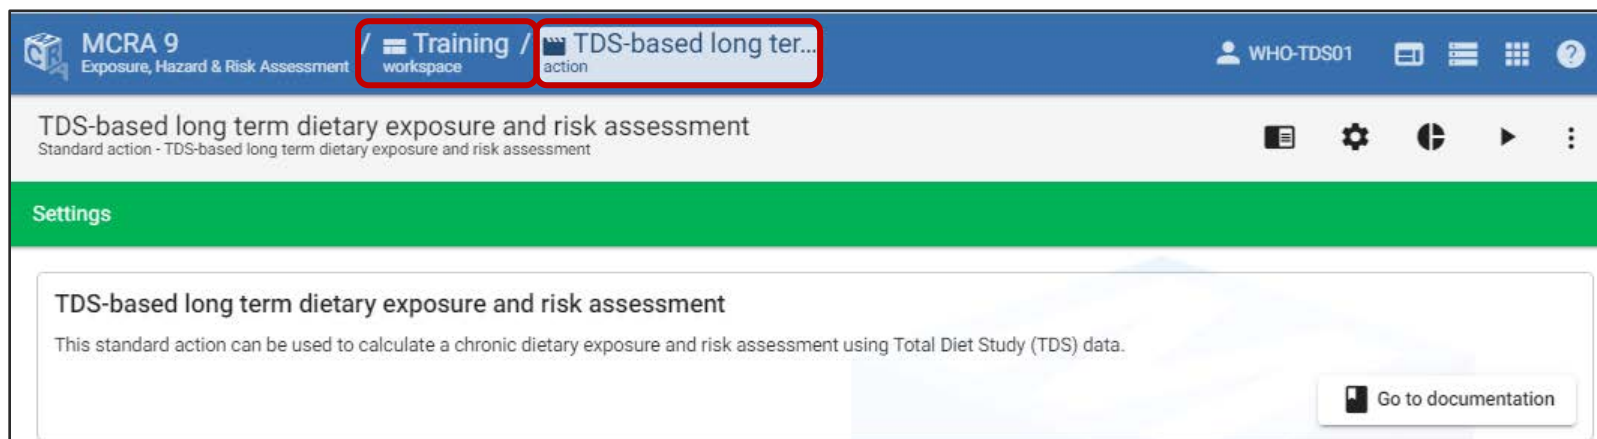 MCRA 9 / Training / TDS-based long ter...
Exposure, Hazard & Risk Assessment workspace action
WHO-TDS01
TDS-based long term dietary exposure and risk assessment
Standard action - TDS-based long term dietary exposure and risk assessment
Settings
TDS-based long term dietary exposure and risk assessment
This standard action can be used to calculate a chronic dietary exposure and risk assessment using Total Diet Study (TDS) data.
Go to documentation